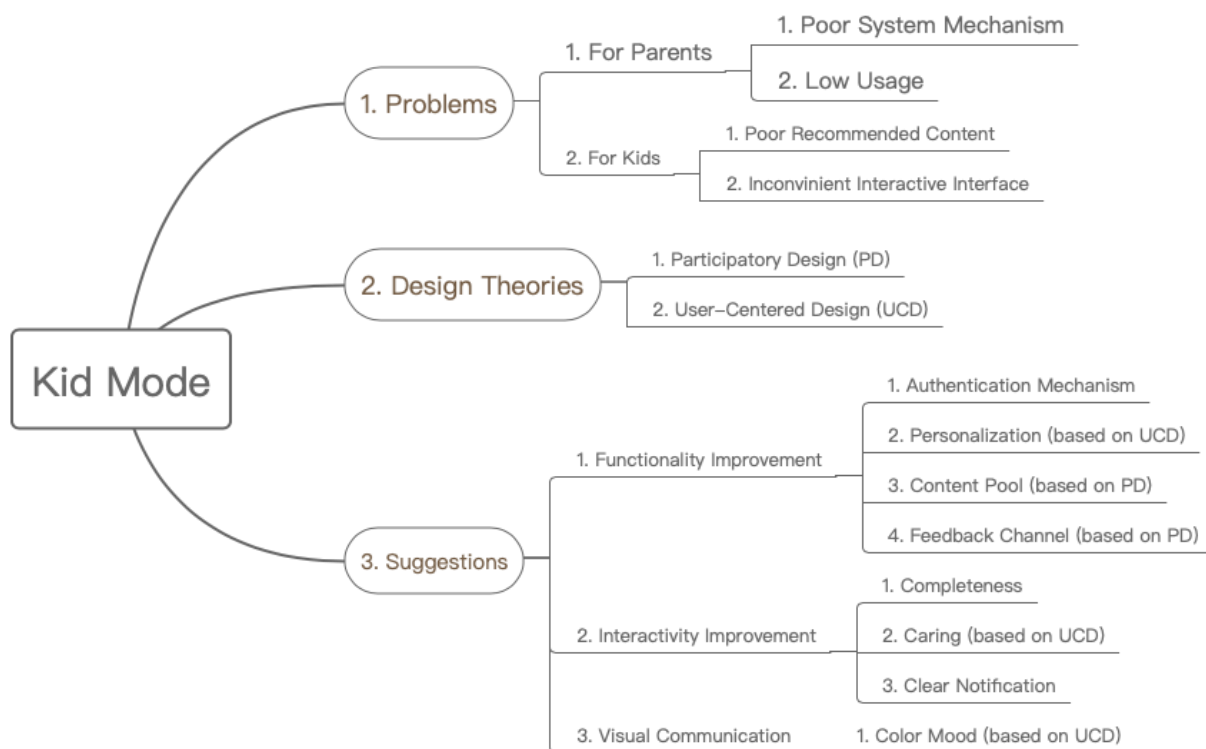 Kid Mode
1. Problems
1. For Parents
1. Poor System Mechanism
2. Low Usage
2. For Kids
1. Poor Recommended Content
2. Inconvinient Interactive Interface
2. Design Theories
1. Participatory Design (PD)
2. User-Centered Design (UCD)
3. Suggestions
1. Functionality Improvement
1. Authentication Mechanism
2. Personalization (based on UCD)
3. Content Pool (based on PD)
4. Feedback Channel (based on PD)
2. Interactivity Improvement
1. Completeness
2. Caring (based on UCD)
3. Clear Notification
3. Visual Communication
1. Color Mood (based on UCD)